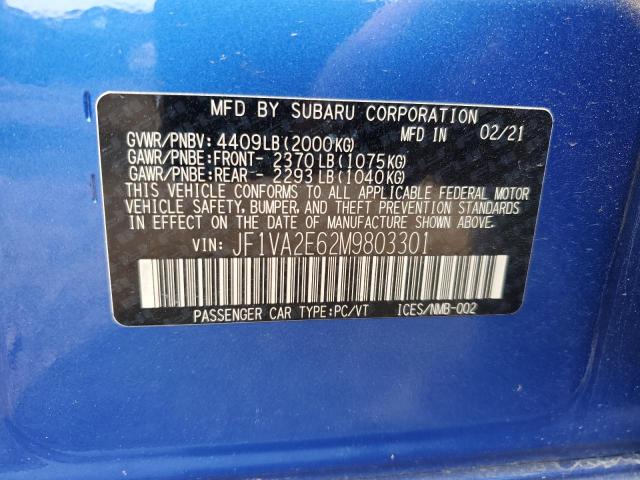 MFD BY SUBARU CORPORATION
GVWR/PNBV: 4409LB(2000KG) MFD IN 02/21
GAWR/PNBE:FRONT- 2370LB(1075KG)
GAWR/PNBE:REAR - 2293LB(1040KG)
THIS VEHICLE CONFORMS TO ALL APPLICABLE FEDERAL MOTOR
VEHICLE SAFETY, BUMPER, AND THEFT PREVENTION STANDARDS
IN EFFECT ON THE DATE OF MANUFACTURE SHOWN ABOVE.
VIN: JF1VA2E62M9803301
PASSENGER CAR TYPE:PC/VT ICES/NMB-002